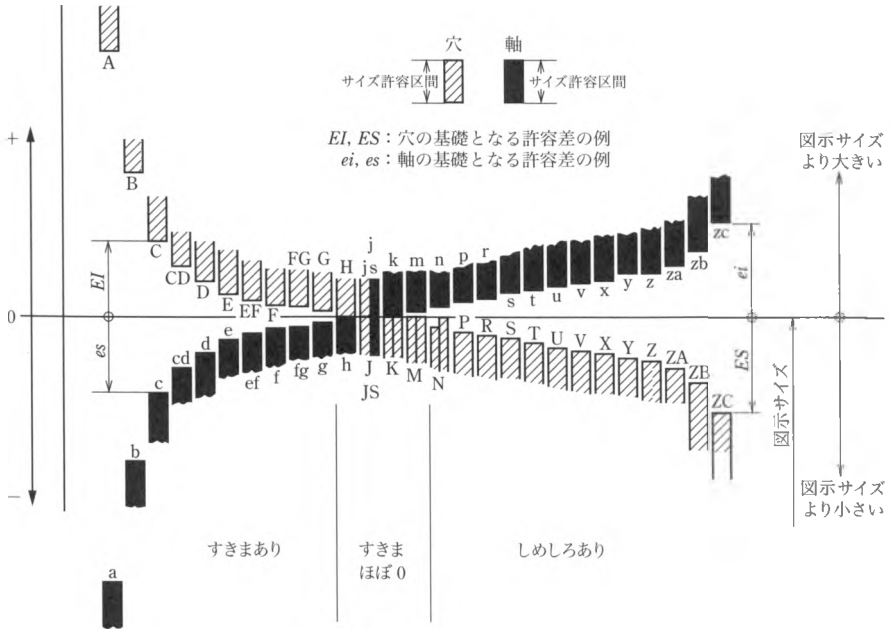 穴 軸
サイズ許容区間 サイズ許容区間
EI, ES：穴の基礎となる許容差の例
ei, es：軸の基礎となる許容差の例
図示サイズ
より大きい
+
0
−
EI
es
ei
ES
A
B
C
CD
D
E
EF
F
FG
G
H
j
js
k
m
n
p
r
s
t
u
v
x
y
z
za
zb
zc
a
b
c
cd
d
e
ef
f
fg
g
h
J
JS
K
M
N
P
R
S
T
U
V
X
Y
Z
ZA
ZB
ZC
図示サイズ
図示サイズ
より小さい
すきまあり
すきま
ほぼ 0
しめしろあり